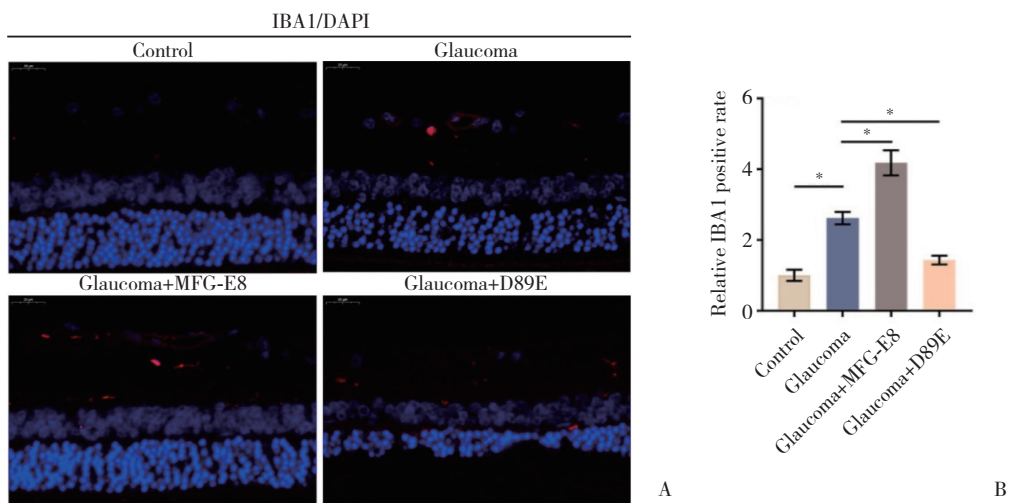 IBA1/DAPI
Control
Glaucoma
Glaucoma+MFG-E8
Glaucoma+D89E
A
Relative IBA1 positive rate
6
4
2
0
*
*
*
Control
Glaucoma
Glaucoma+MFG-E8
Glaucoma+D89E
B